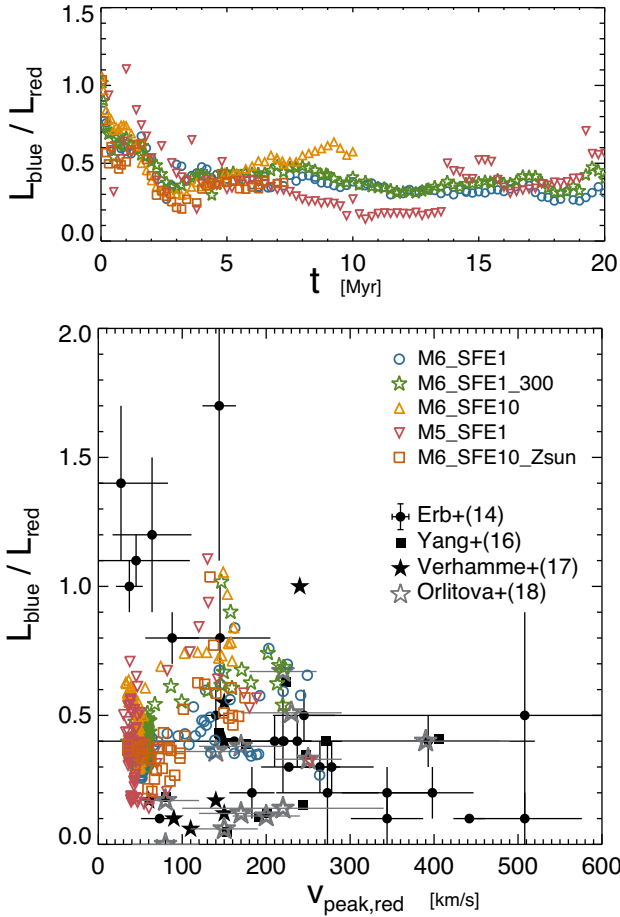 1.0
0.5
0.0
L_blue / L_red
0 5 10 15 20
t [Myr]
2.0
1.5
1.0
0.5
0.0
L_blue / L_red
M6_SFE1
M6_SFE1_300
M6_SFE10
M5_SFE1
M6_SFE10_Zsun
Erb+(14)
Yang+(16)
Verhamme+(17)
Orlitova+(18)
0 100 200 300 400 500 600
v_peak,red [km/s]